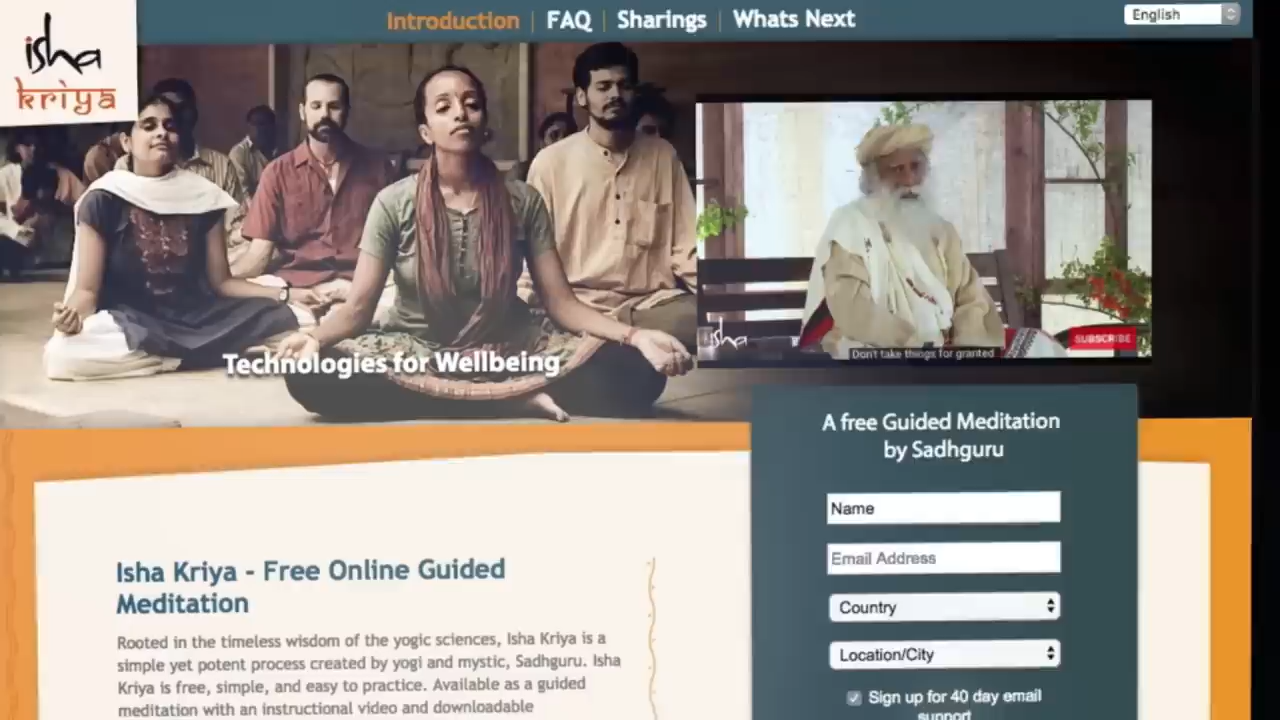 isha
kriya
Introduction | FAQ | Sharings | Whats Next
English
isha
Don't take things for granted
SUBSCRIBE
Technologies for Wellbeing
A free Guided Meditation
by Sadhguru
Name
Email Address
Country
Location/City
Sign up for 40 day email
support
Isha Kriya - Free Online Guided
Meditation
Rooted in the timeless wisdom of the yogic sciences, Isha Kriya is a
simple yet potent process created by yogi and mystic, Sadhguru. Isha
Kriya is free, simple, and easy to practice. Available as a guided
meditation with an instructional video and downloadable